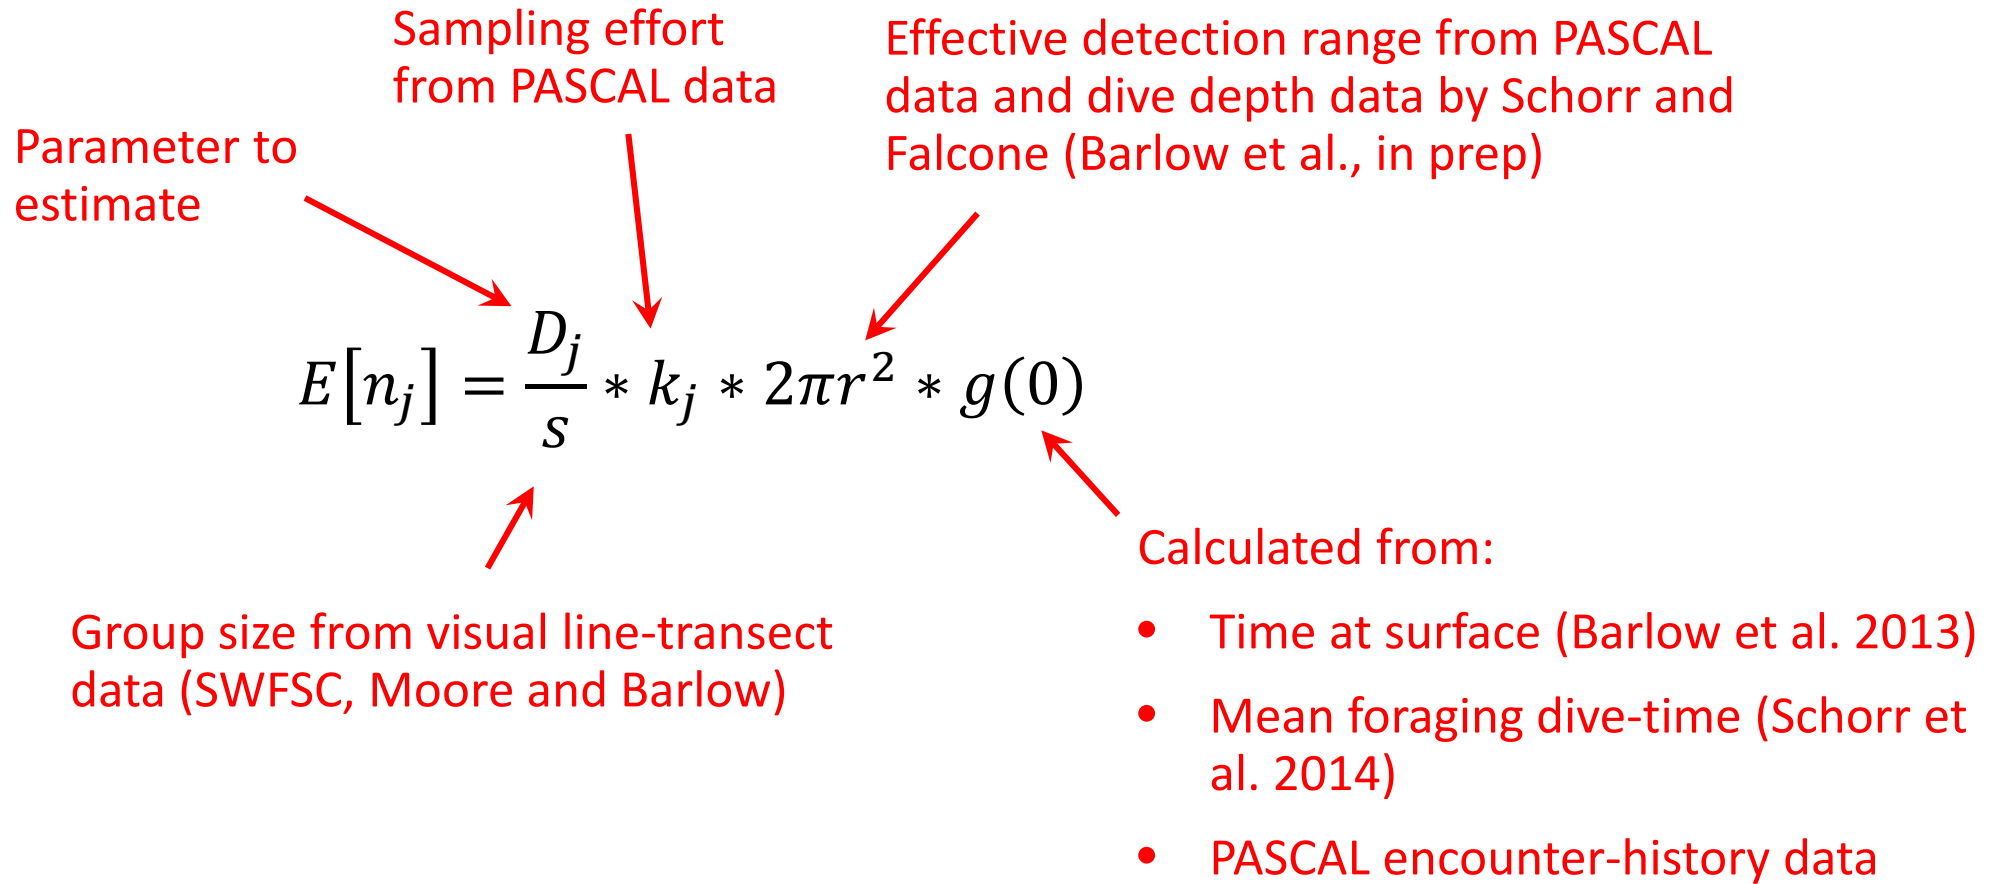 Sampling effort
from PASCAL data
Effective detection range from PASCAL
data and dive depth data by Schorr and
Falcone (Barlow et al., in prep)
Parameter to
estimate
E[n_j] = D_j/s * k_j * 2πr² * g(0)
Group size from visual line-transect
data (SWFSC, Moore and Barlow)
Calculated from:
• Time at surface (Barlow et al. 2013)
• Mean foraging dive-time (Schorr et
al. 2014)
• PASCAL encounter-history data